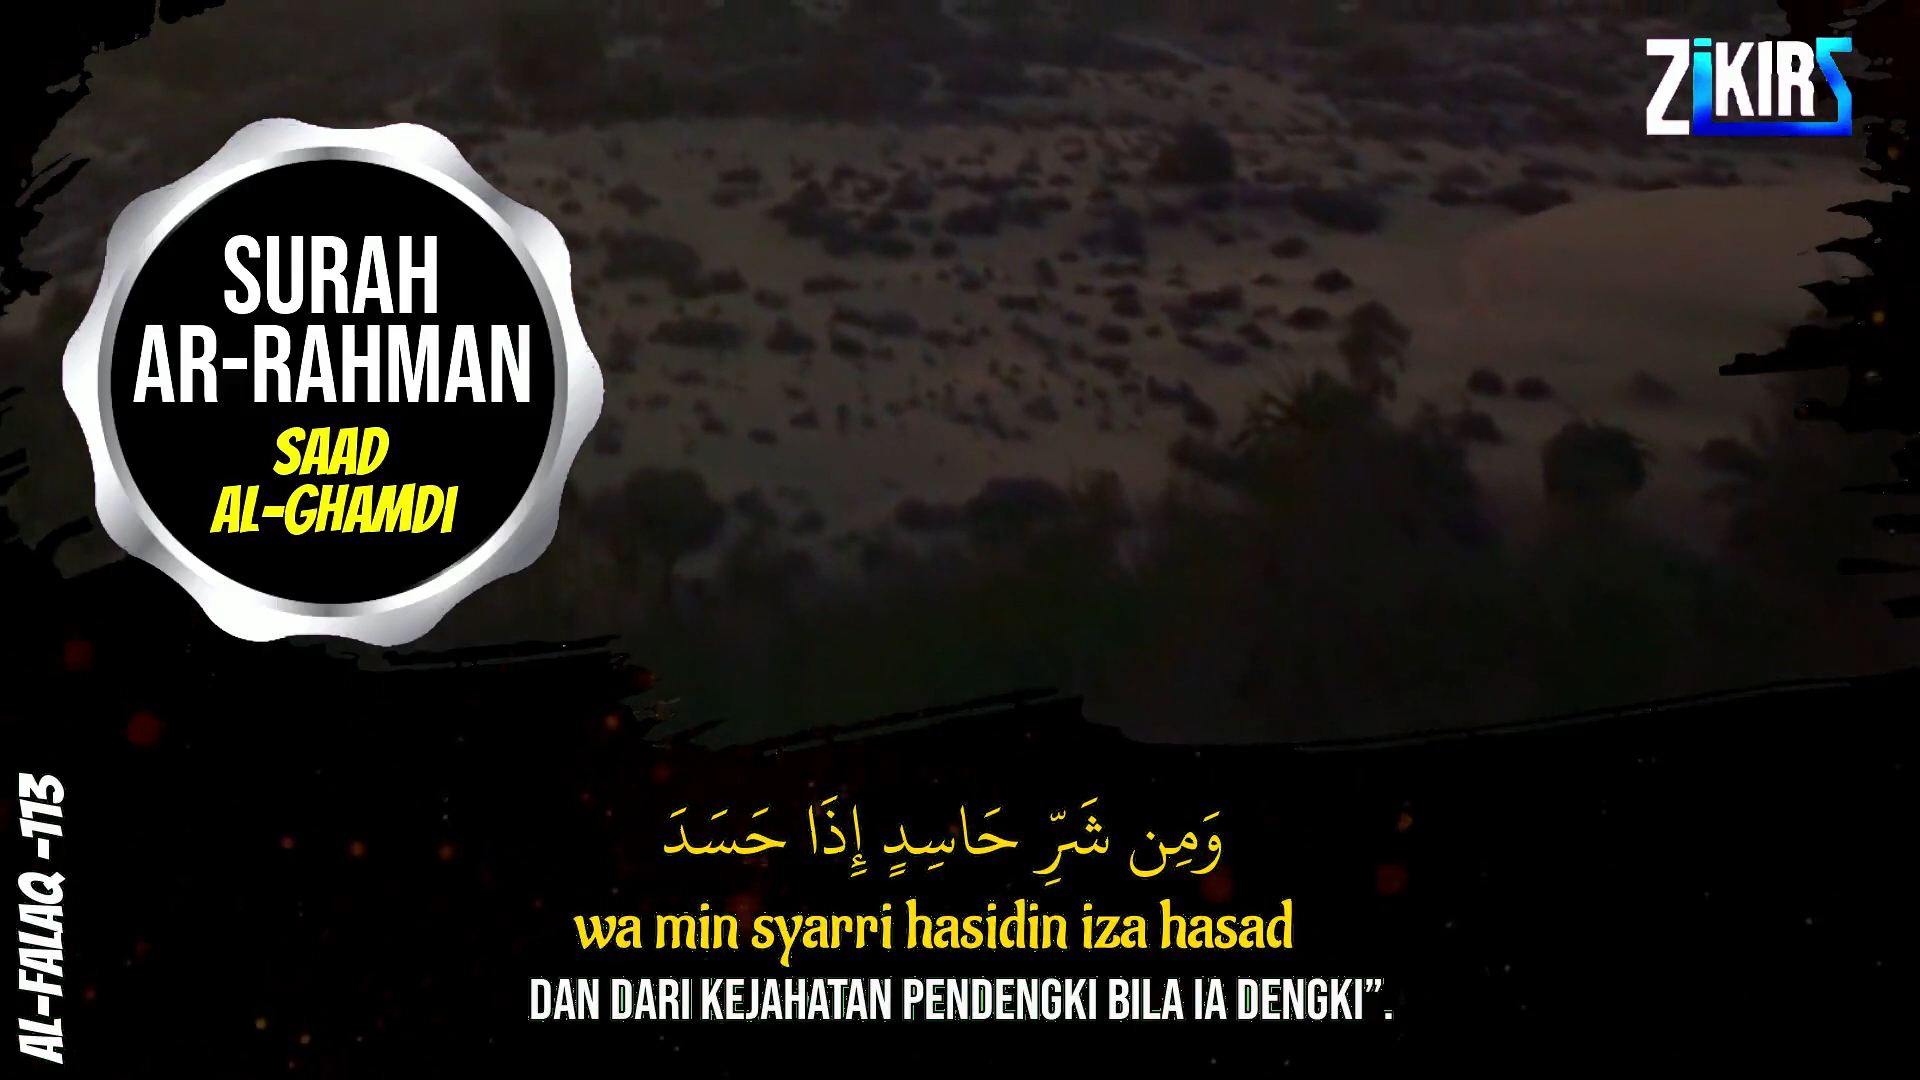 ZiKIRS
SURAH
AR-RAHMAN
SAAD
AL-GHAMDI
AL-FALAQ -113
وَمِن شَرِّ حَاسِدٍ إِذَا حَسَدَ
wa min syarri hasidin iza hasad
DAN DARI KEJAHATAN PENDENGKI BILA IA DENGKI”.